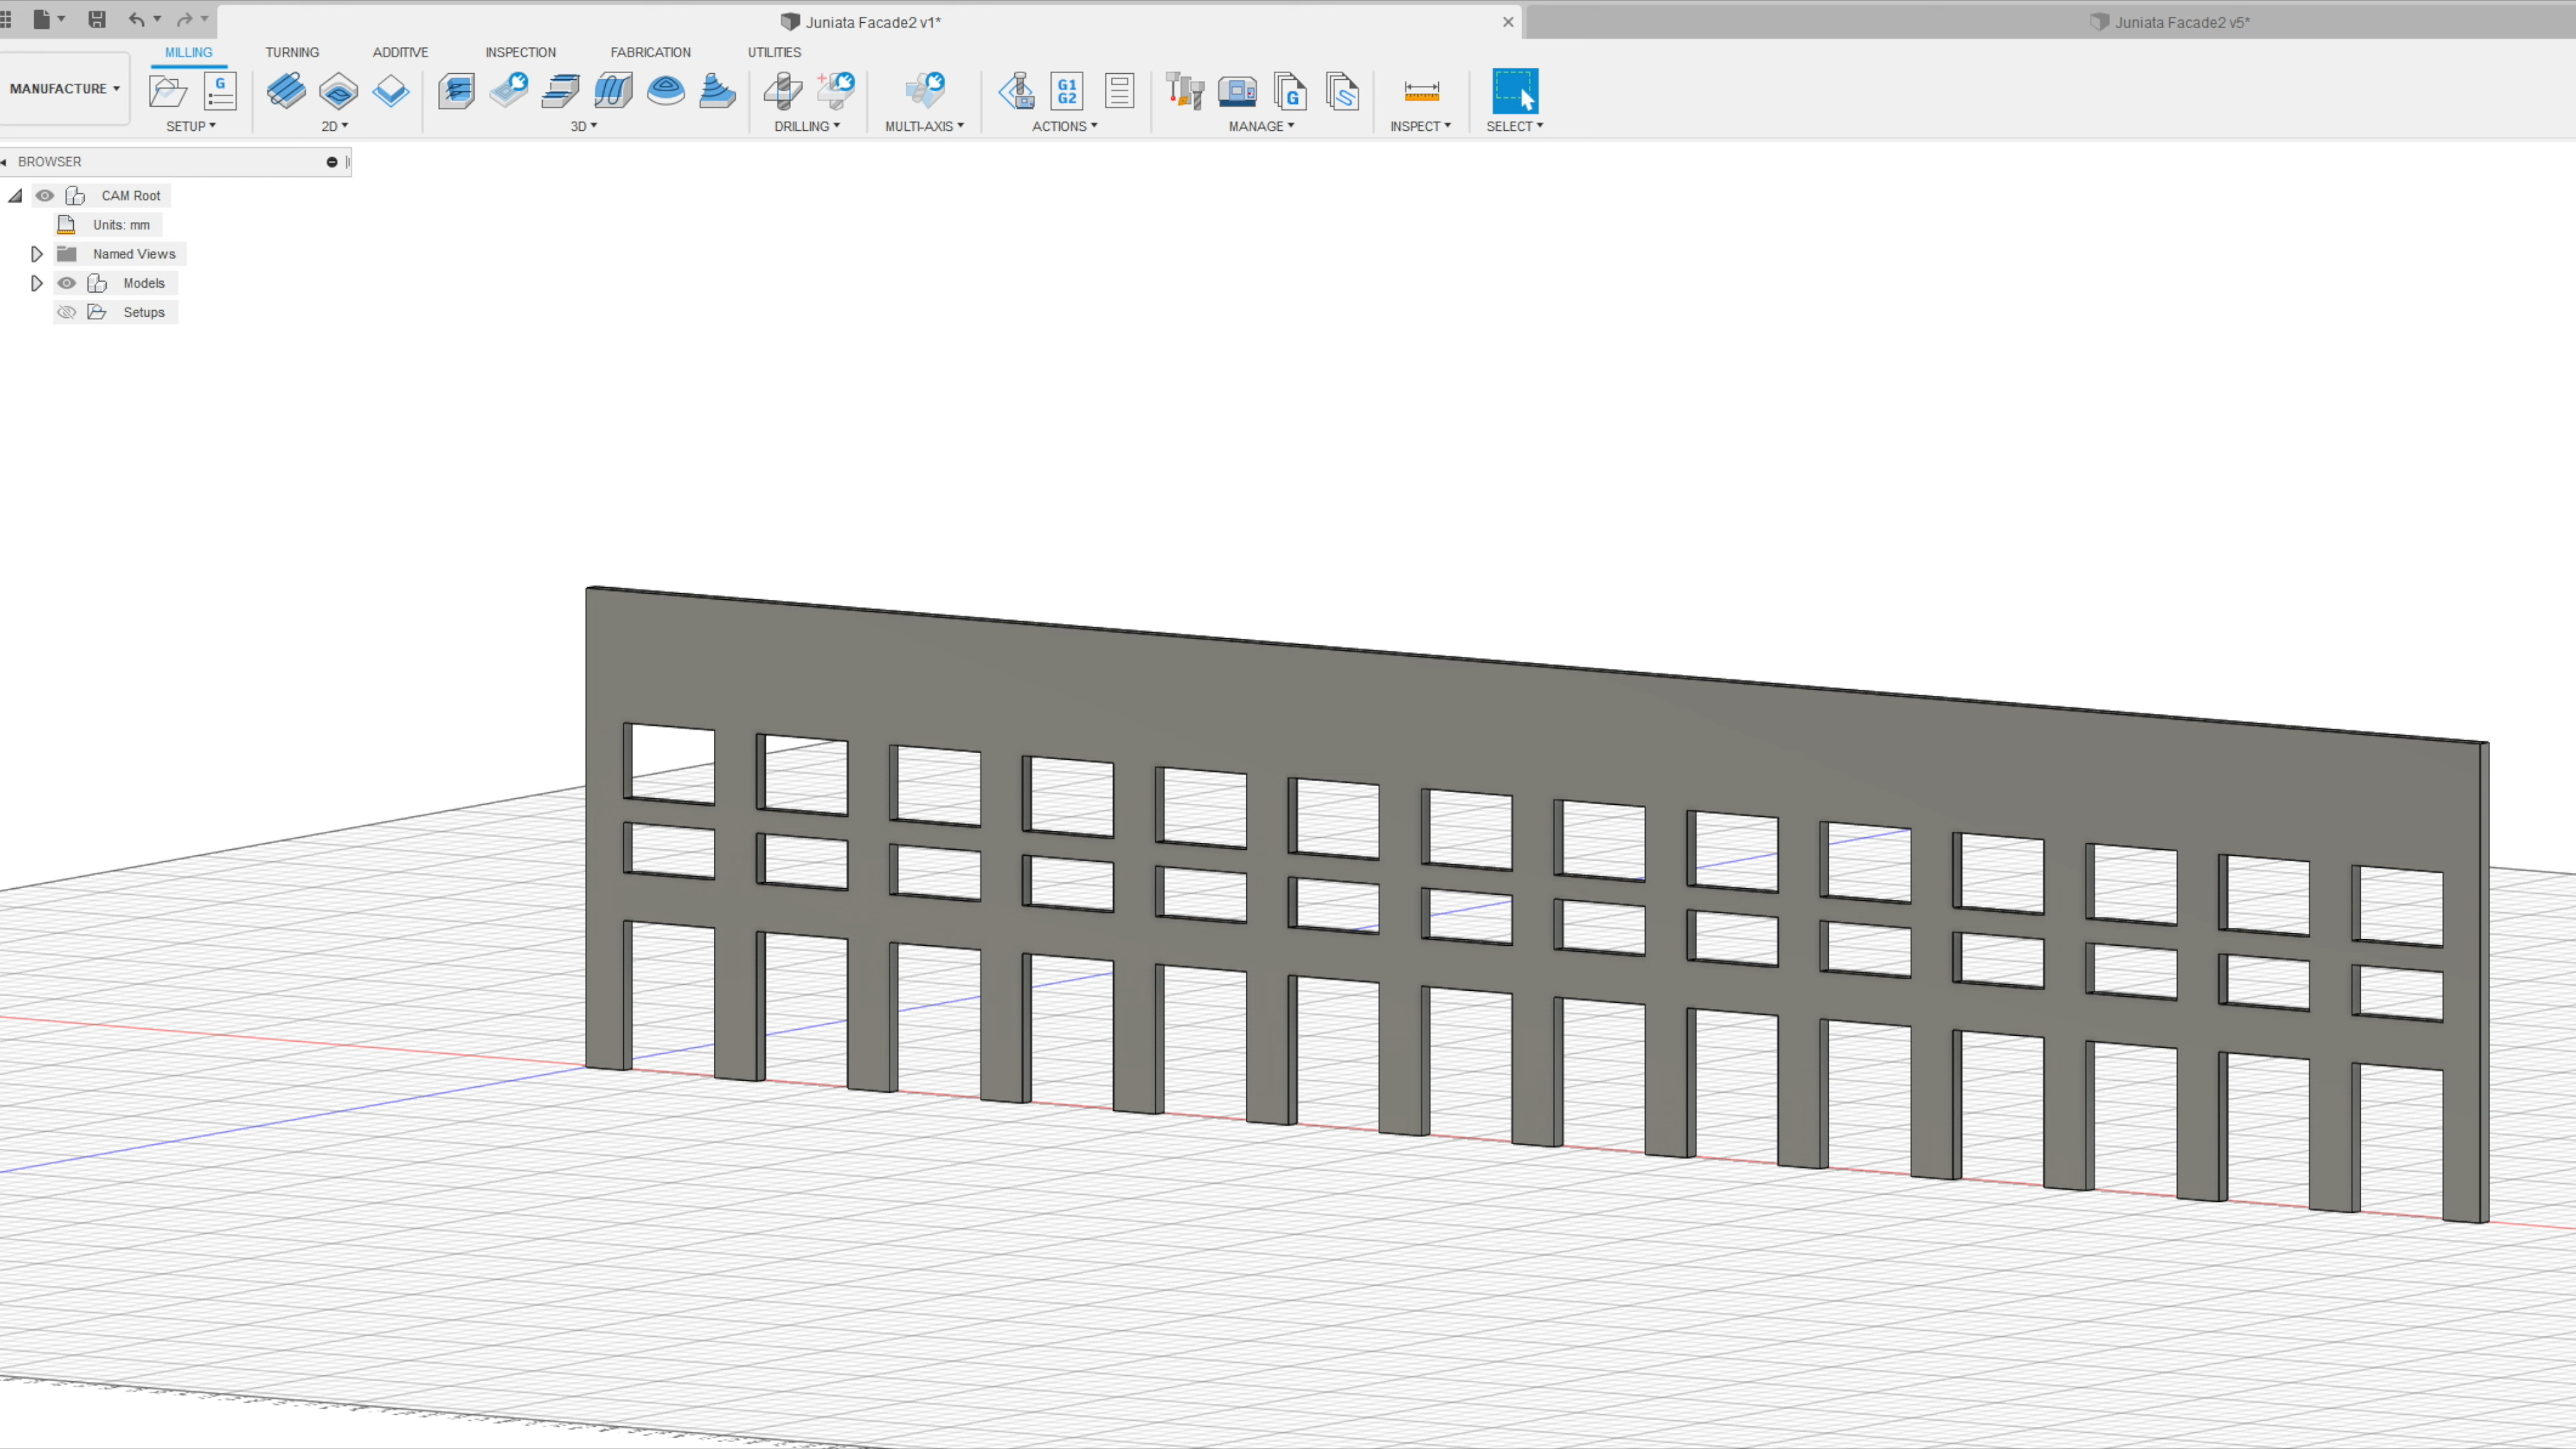 Juniata Facade2 v1*
Juniata Facade2 v5*
MILLING TURNING ADDITIVE INSPECTION FABRICATION UTILITIES
MANUFACTURE
G
G1
G2
G
SETUP 2D 3D DRILLING MULTI-AXIS ACTIONS MANAGE INSPECT SELECT
BROWSER
CAM Root
Units: mm
Named Views
Models
Setups